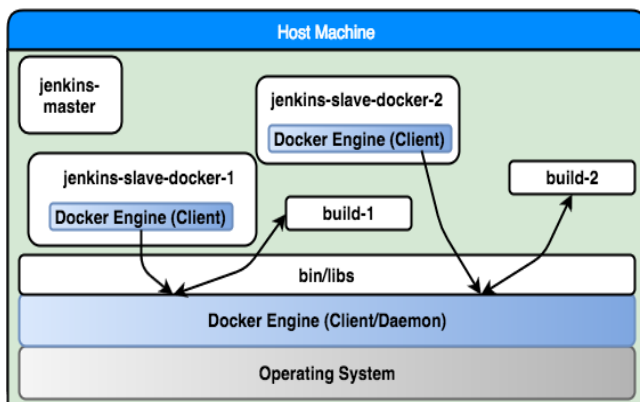 Host Machine
jenkins-
master
jenkins-slave-docker-2
Docker Engine (Client)
jenkins-slave-docker-1
Docker Engine (Client)
build-1
build-2
bin/libs
Docker Engine (Client/Daemon)
Operating System